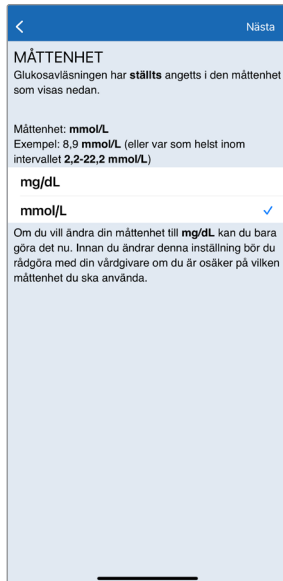 Nästa
MÅTTENHET
Glukosavläsningen har ställts angetts i den måttenhet
som visas nedan.
Måttenhet: mmol/L
Exempel: 8,9 mmol/L (eller var som helst inom
intervallet 2,2-22,2 mmol/L)
mg/dL
mmol/L
Om du vill ändra din måttenhet till mg/dL kan du bara
göra det nu. Innan du ändrar denna inställning bör du
rådgöra med din vårdgivare om du är osäker på vilken
måttenhet du ska använda.